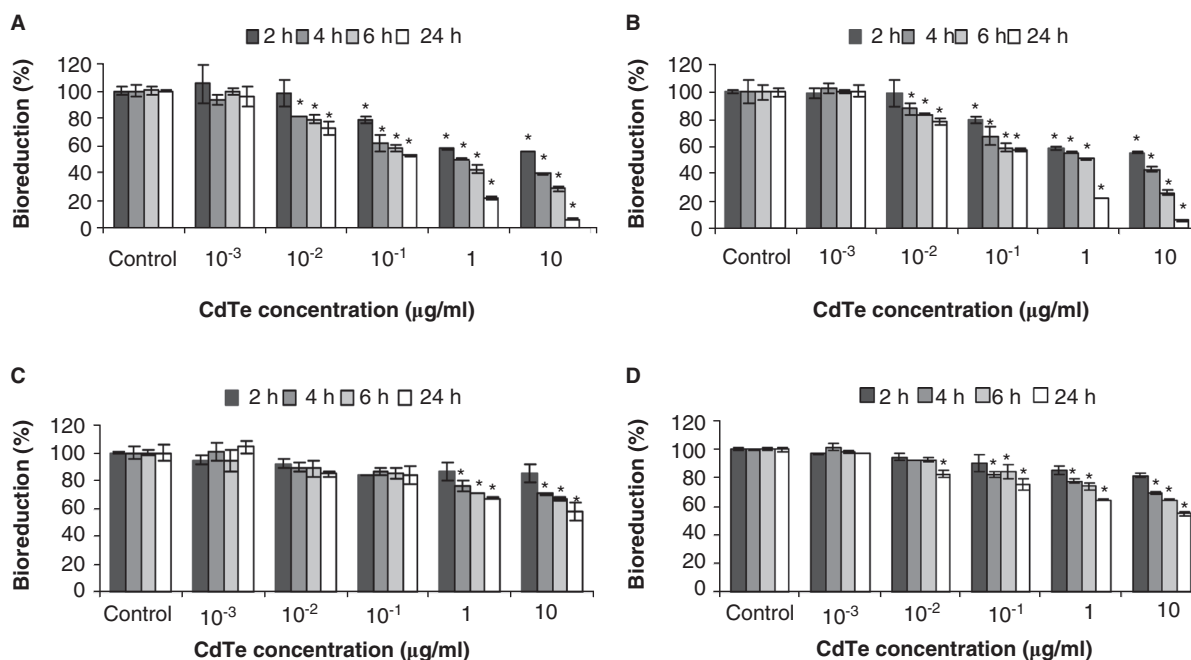 A
2 h 4 h 6 h 24 h
Bioreduction (%)
120
100
80
60
40
20
0
* * * * * * * * * * * * * * *
Control 10⁻³ 10⁻² 10⁻¹ 1 10
CdTe concentration (μg/ml)
B
2 h 4 h 6 h 24 h
Bioreduction (%)
120
100
80
60
40
20
0
* * * * * * * * * * * * * * *
Control 10⁻³ 10⁻² 10⁻¹ 1 10
CdTe concentration (μg/ml)
C
2 h 4 h 6 h 24 h
Bioreduction (%)
120
100
80
60
40
20
0
* * * * * *
Control 10⁻³ 10⁻² 10⁻¹ 1 10
CdTe concentration (μg/ml)
D
2 h 4 h 6 h 24 h
Bioreduction (%)
120
100
80
60
40
20
0
* * * * * * * * * *
Control 10⁻³ 10⁻² 10⁻¹ 1 10
CdTe concentration (μg/ml)